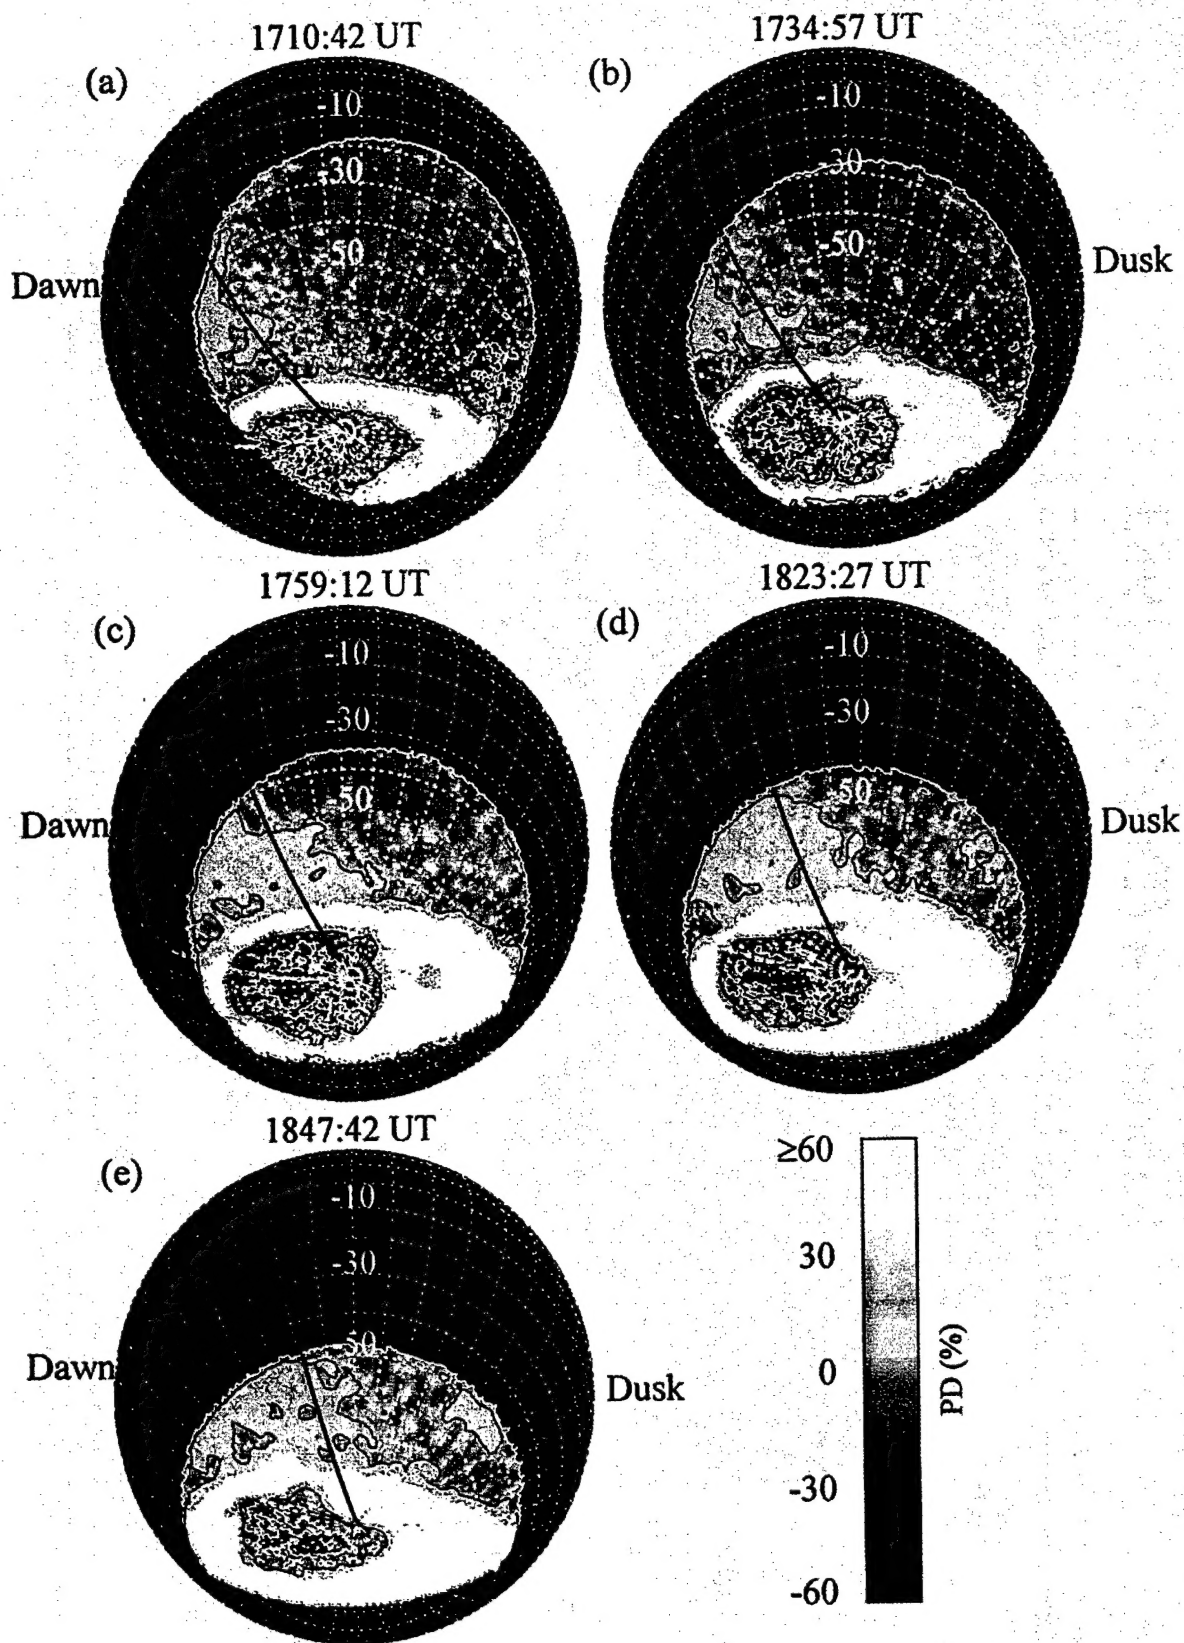 1710:42 UT
1734:57 UT
(a)
(b)
-10
-10
-30
-30
-50
-50
Dawn
Dusk
1759:12 UT
1823:27 UT
(c)
(d)
-10
-10
-30
-30
-50
50
Dawn
Dusk
1847:42 UT
(e)
-10
-30
50
Dawn
Dusk
≥60
30
0
-30
-60
PD (%)